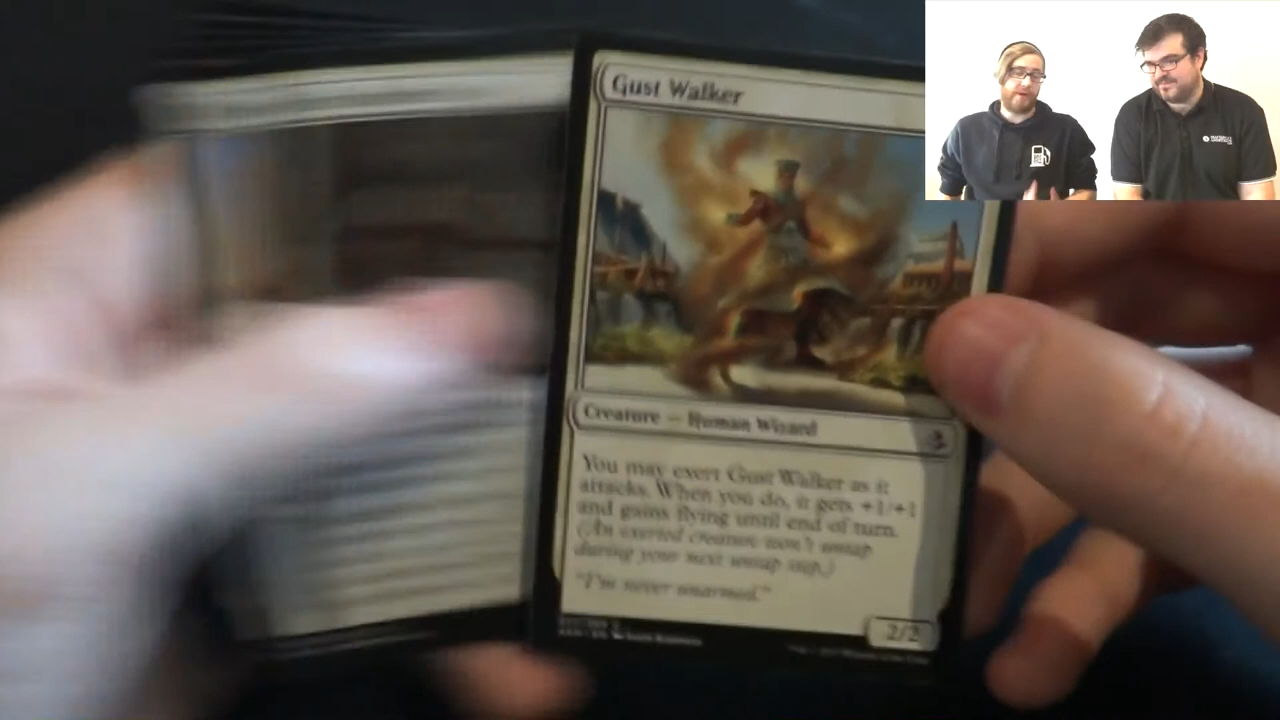 Gust Walker
Creature — Human Wizard
You may exert Gust Walker as it
attacks. When you do, it gets +1/+1
and gains flying until end of turn.
(An exerted creature won't untap
during your next untap step.)
"I'm never unarmed."
2/2